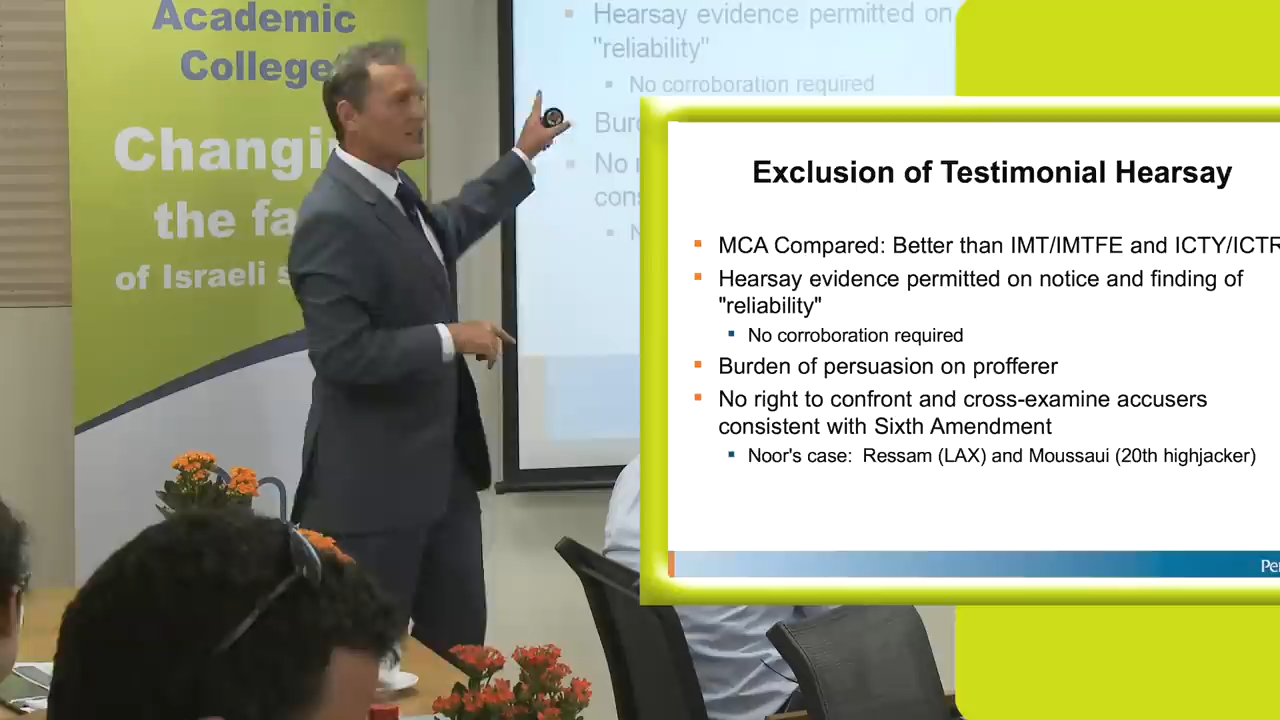 Academic
College
Changi
the fa
of Israeli s
Hearsay evidence permitted on
"reliability"
No corroboration required
Bur
No
cons
Exclusion of Testimonial Hearsay
MCA Compared: Better than IMT/IMTFE and ICTY/ICTR
Hearsay evidence permitted on notice and finding of
"reliability"
No corroboration required
Burden of persuasion on profferer
No right to confront and cross-examine accusers
consistent with Sixth Amendment
Noor's case:  Ressam (LAX) and Moussaui (20th highjacker)
Pe